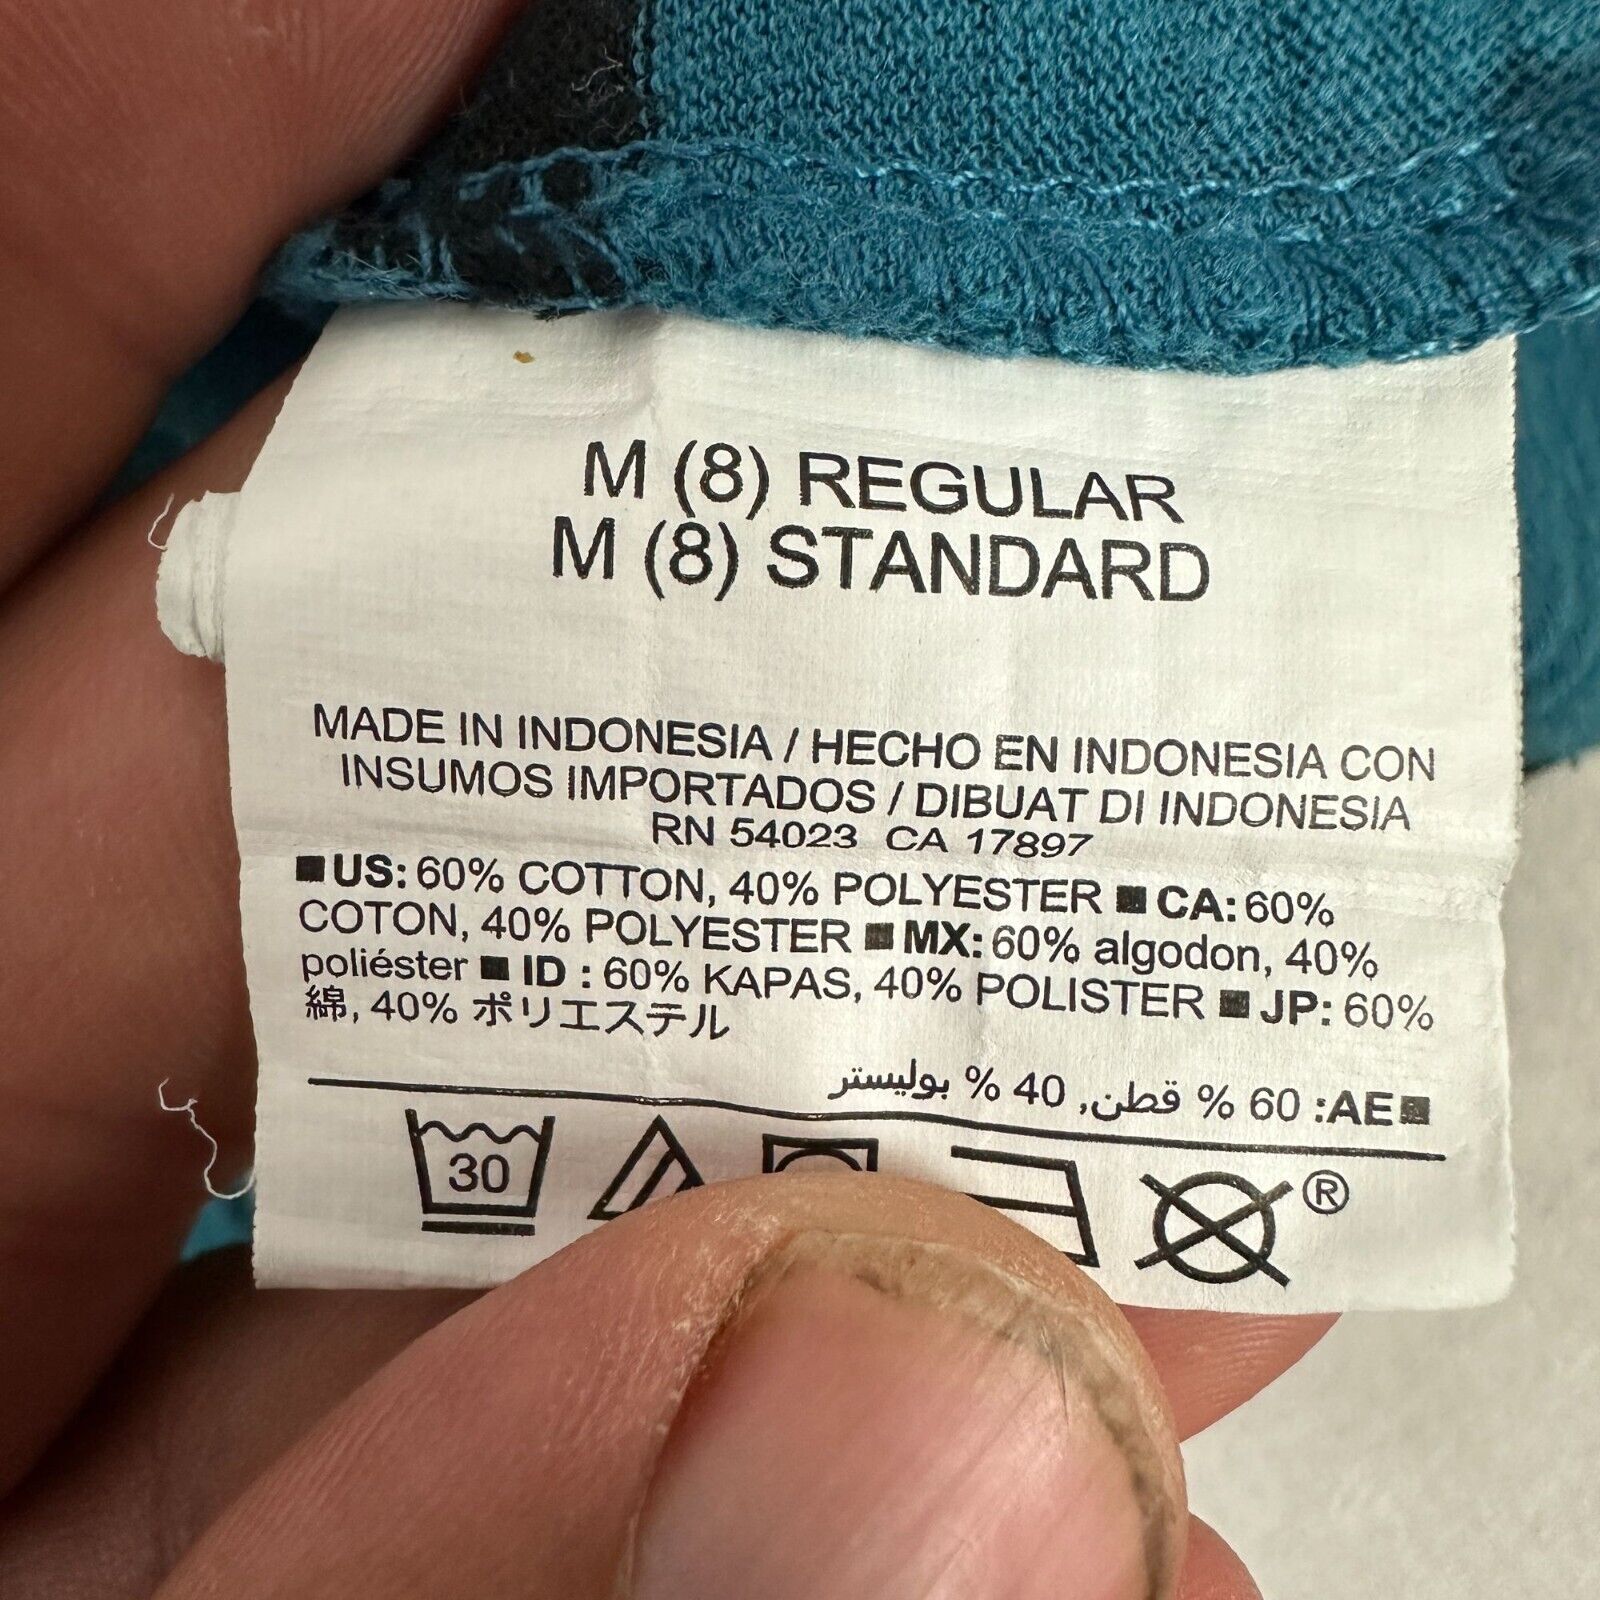 M (8) REGULAR
M (8) STANDARD
MADE IN INDONESIA / HECHO EN INDONESIA CON
INSUMOS IMPORTADOS / DIBUAT DI INDONESIA
RN 54023 CA 17897
■US: 60% COTTON, 40% POLYESTER ■ CA: 60%
COTON, 40% POLYESTER ■ MX: 60% algodon, 40%
poliéster ■ ID : 60% KAPAS, 40% POLISTER ■ JP: 60%
綿, 40% ポリエステル
■AE: 60 % قطن, 40 % بوليستر
30
®